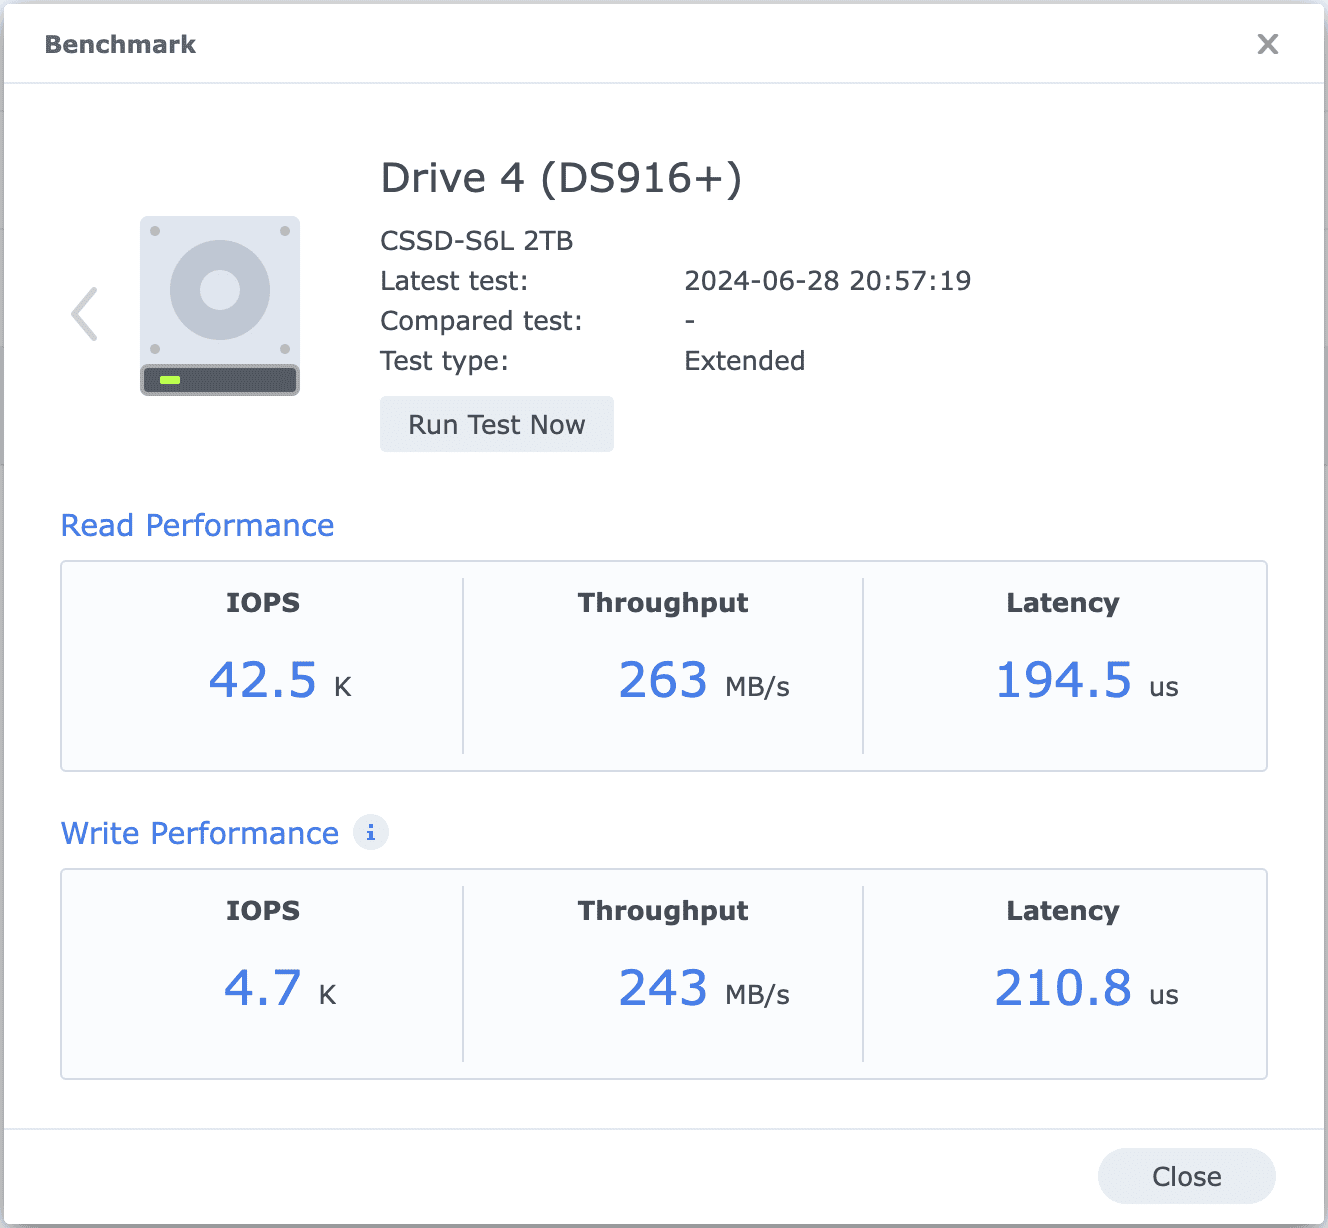 Benchmark
Drive 4 (DS916+)
CSSD-S6L 2TB
Latest test: 2024-06-28 20:57:19
Compared test: -
Test type: Extended
Run Test Now
Read Performance
IOPS Throughput Latency
42.5 K 263 MB/s 194.5 us
Write Performance i
IOPS Throughput Latency
4.7 K 243 MB/s 210.8 us
Close